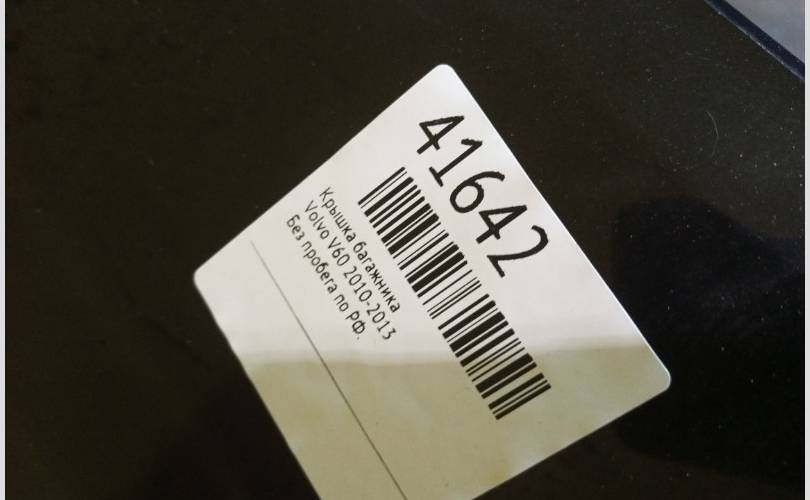 41642
Крышка багажника
Volvo V60 2010-2013
Без пробега по РФ.